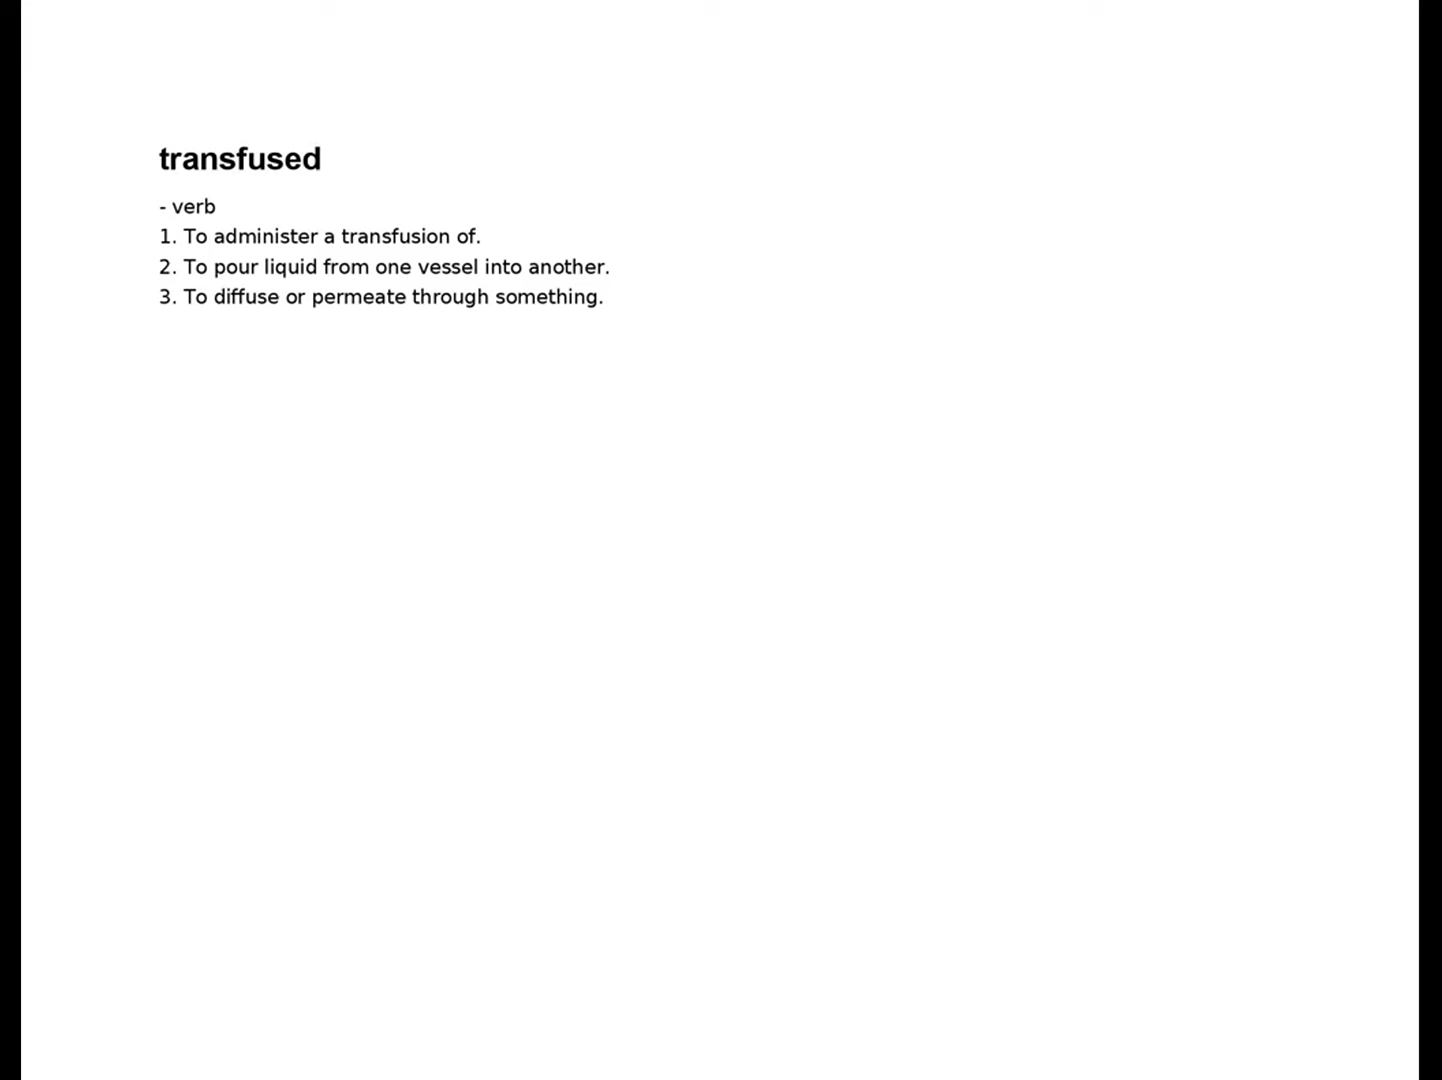 transfused
- verb
1. To administer a transfusion of.
2. To pour liquid from one vessel into another.
3. To diffuse or permeate through something.